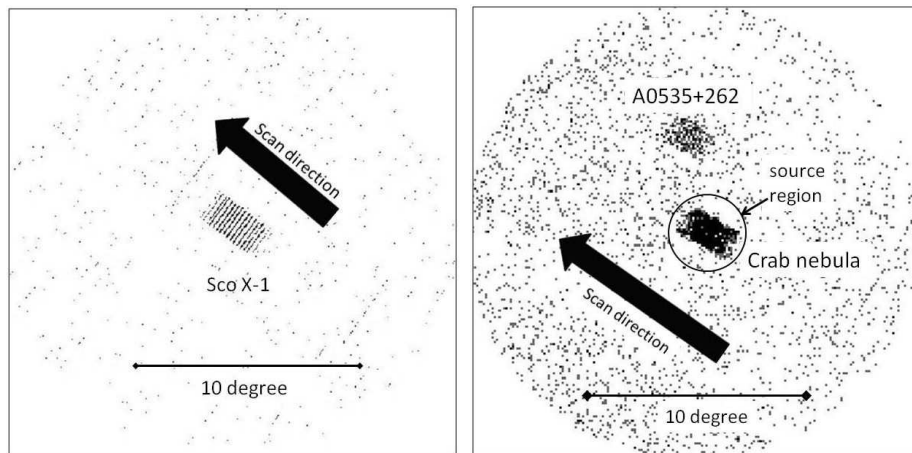 Scan direction
Sco X-1
10 degree
A0535+262
source
region
Crab nebula
Scan direction
10 degree